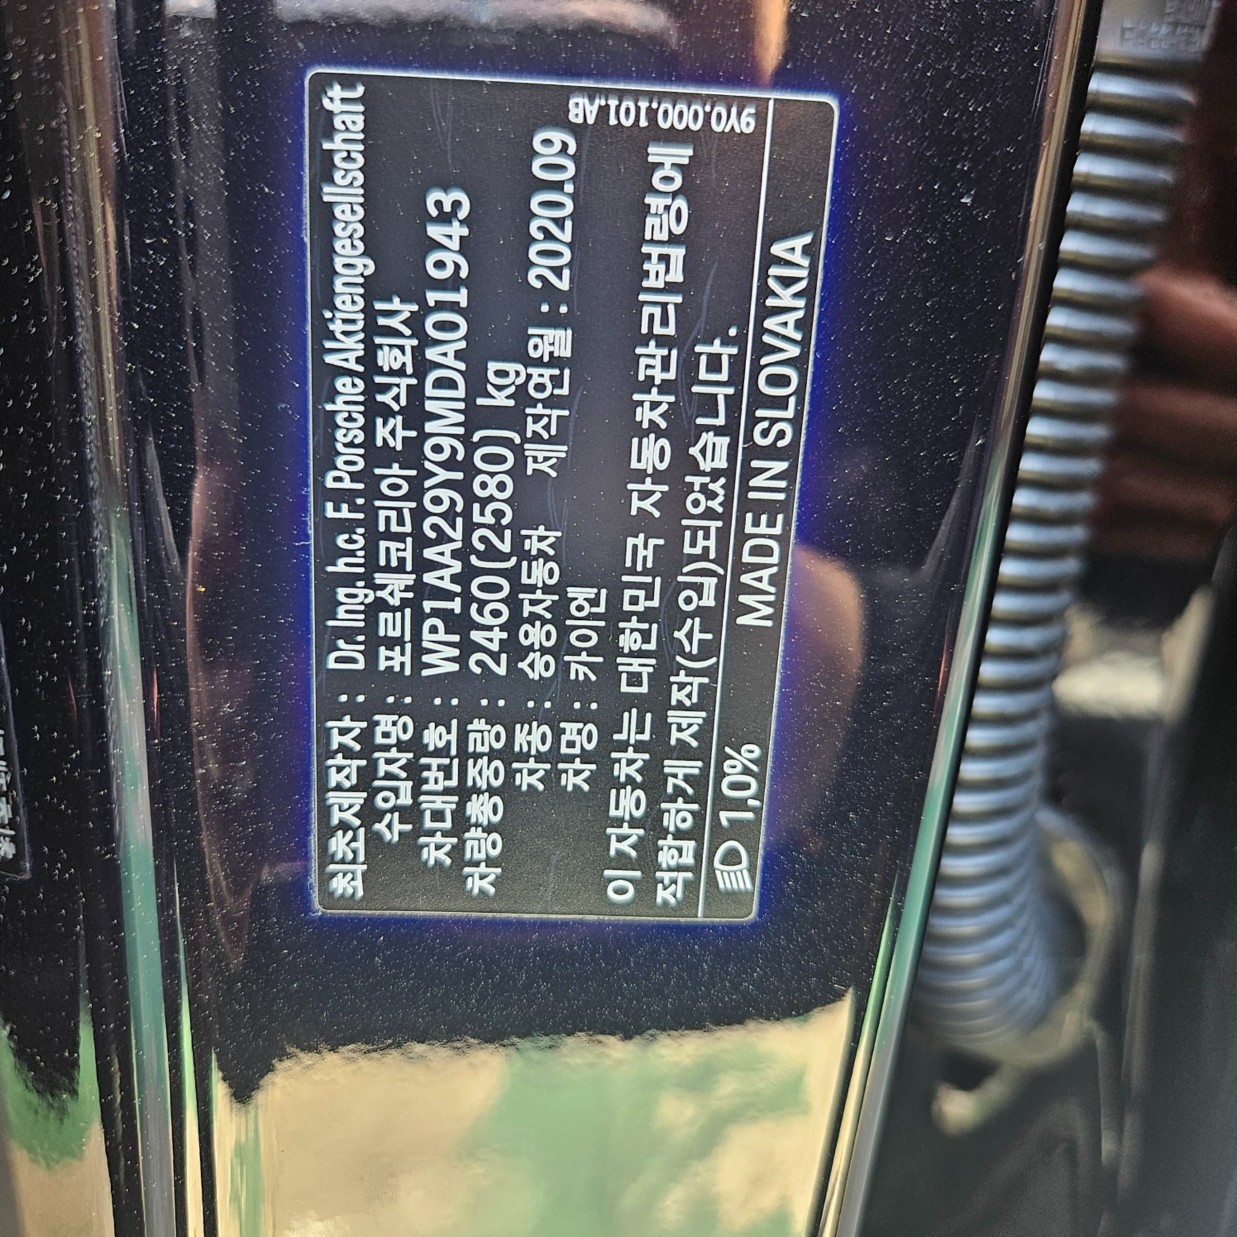 최초제작자 : Dr. Ing. h.c. F. Porsche Aktiengesellschaft
수입자명 : 포르쉐코리아 주식회사
차대번호 : WP1AA29Y9MDA01943
차량총중량 : 2460(2580) kg
차종 : 승용자동차 제작연월 : 2020.09
차명 : 카이엔
이 자동차는 대한민국 자동차관리법령에
적합하게 제작(수입)되었습니다.
9Y0.000.101.AB
1,0% MADE IN SLOVAKIA